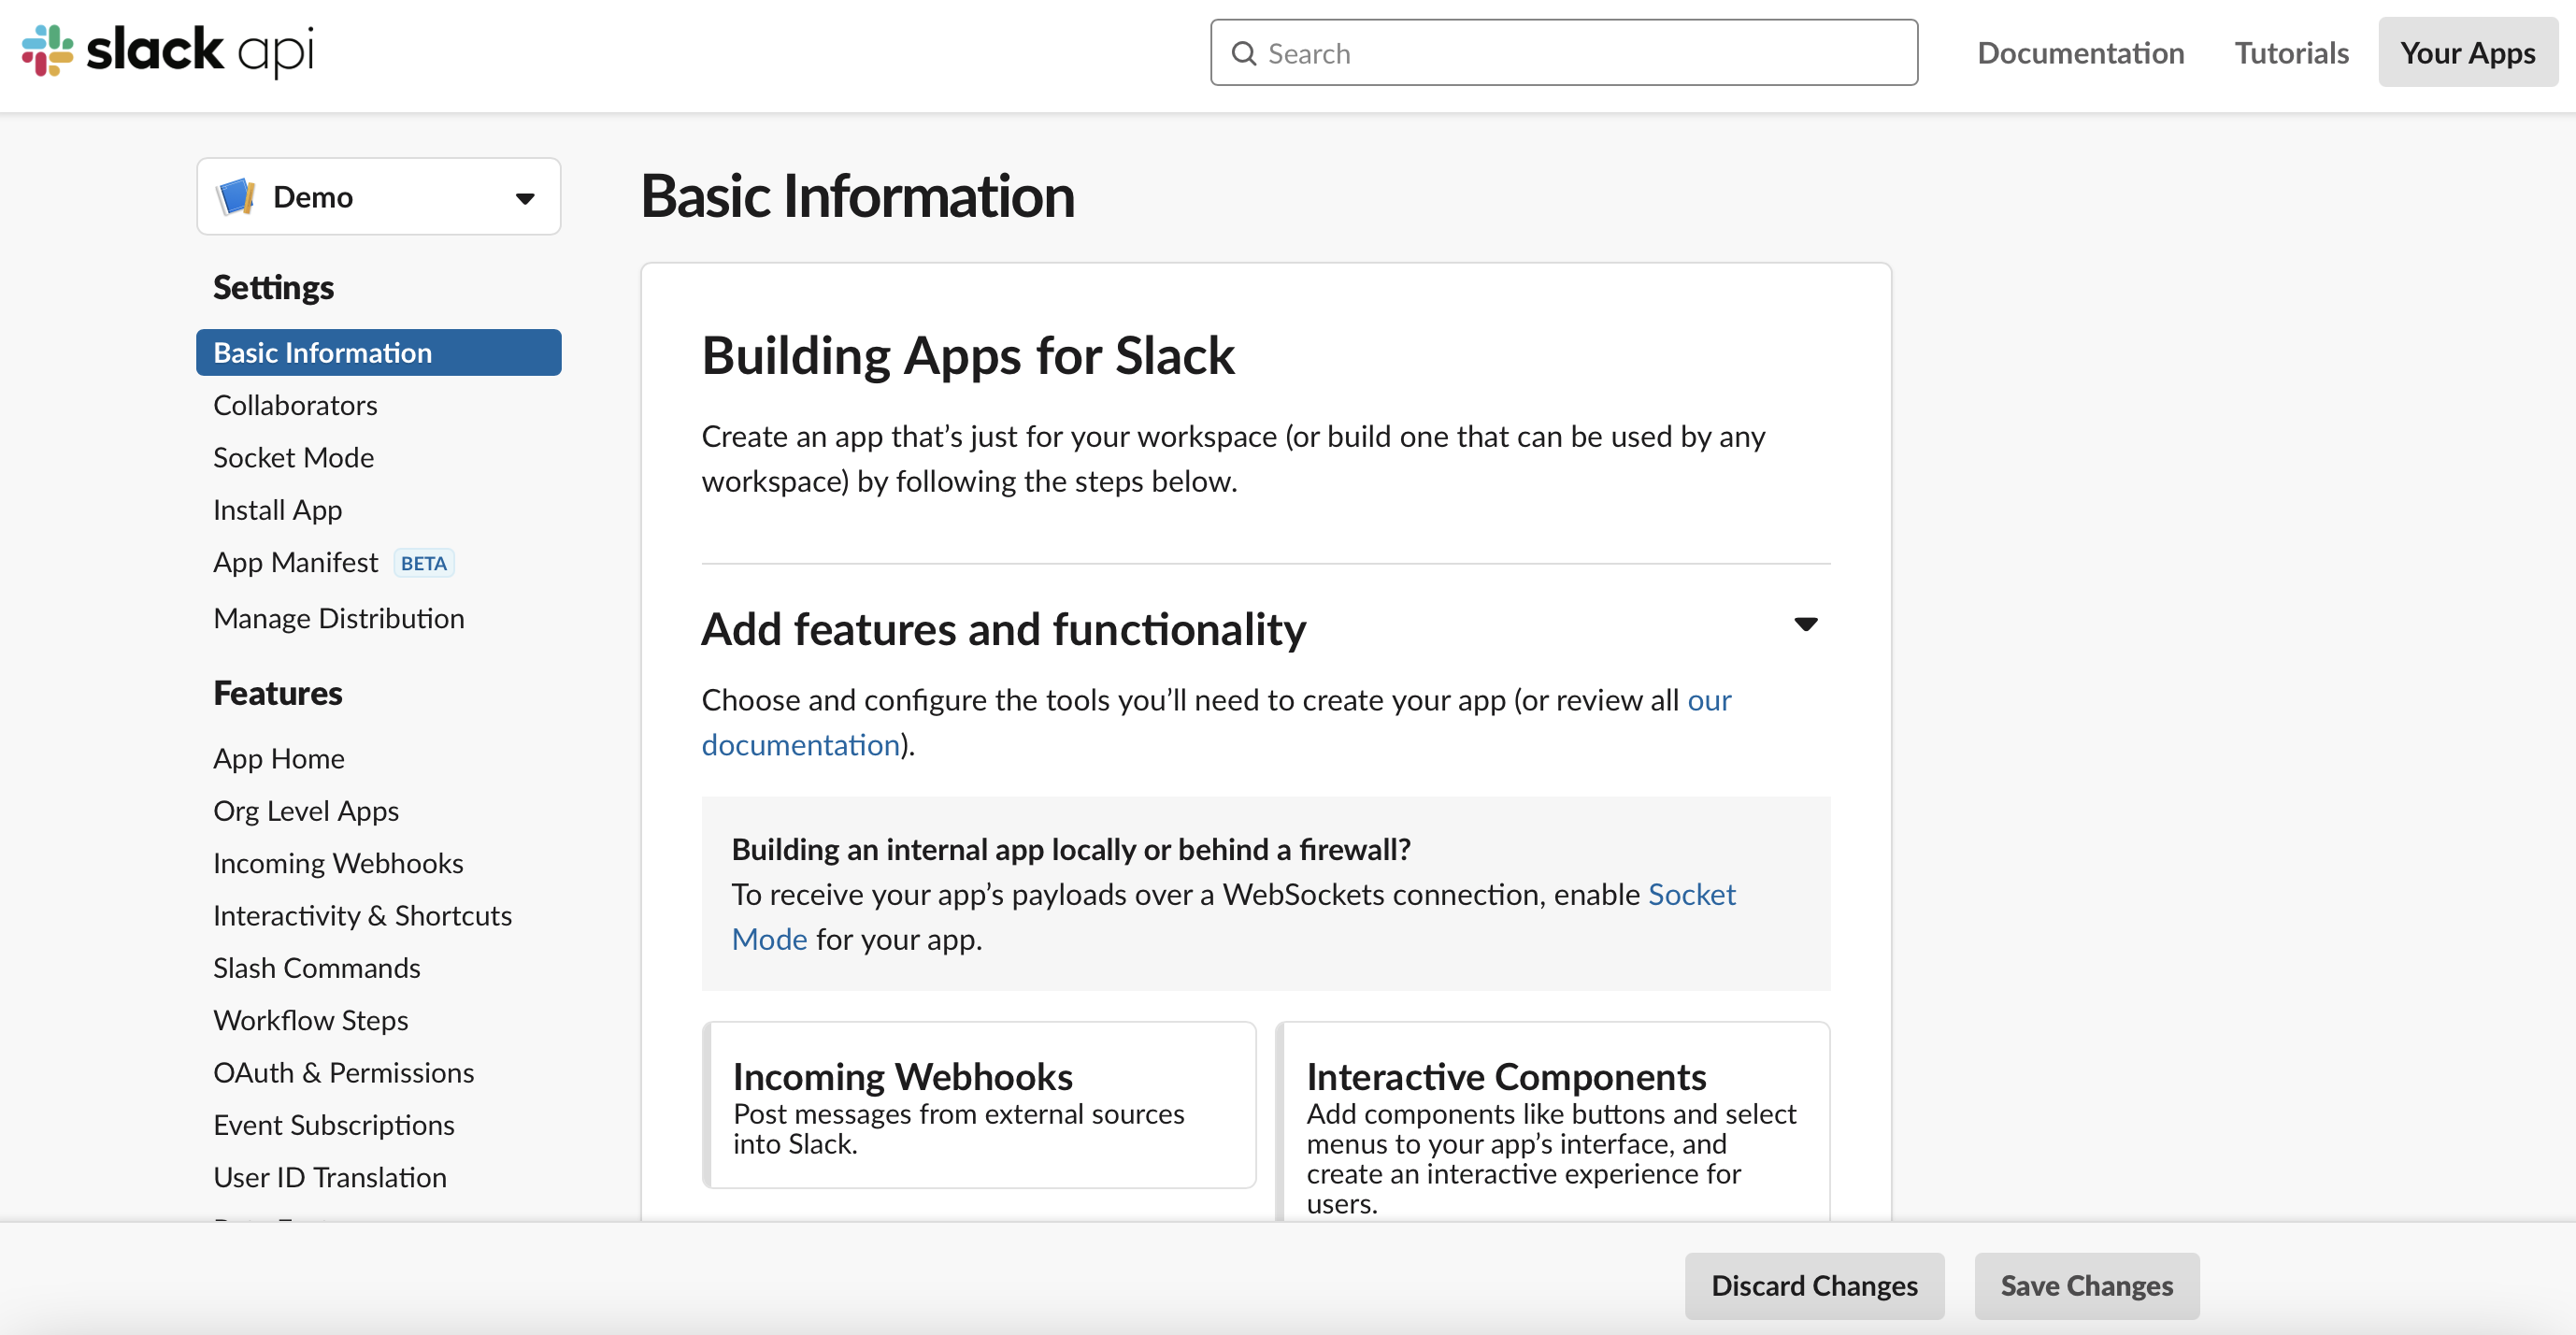 slack api
Search
Documentation
Tutorials
Your Apps
Demo
Settings
Basic Information
Collaborators
Socket Mode
Install App
App Manifest BETA
Manage Distribution
Features
App Home
Org Level Apps
Incoming Webhooks
Interactivity & Shortcuts
Slash Commands
Workflow Steps
OAuth & Permissions
Event Subscriptions
User ID Translation
Basic Information
Building Apps for Slack
Create an app that’s just for your workspace (or build one that can be used by any
workspace) by following the steps below.
Add features and functionality
Choose and configure the tools you’ll need to create your app (or review all our
documentation).
Building an internal app locally or behind a firewall?
To receive your app’s payloads over a WebSockets connection, enable Socket
Mode for your app.
Incoming Webhooks
Post messages from external sources
into Slack.
Interactive Components
Add components like buttons and select
menus to your app’s interface, and
create an interactive experience for
users.
Discard Changes
Save Changes